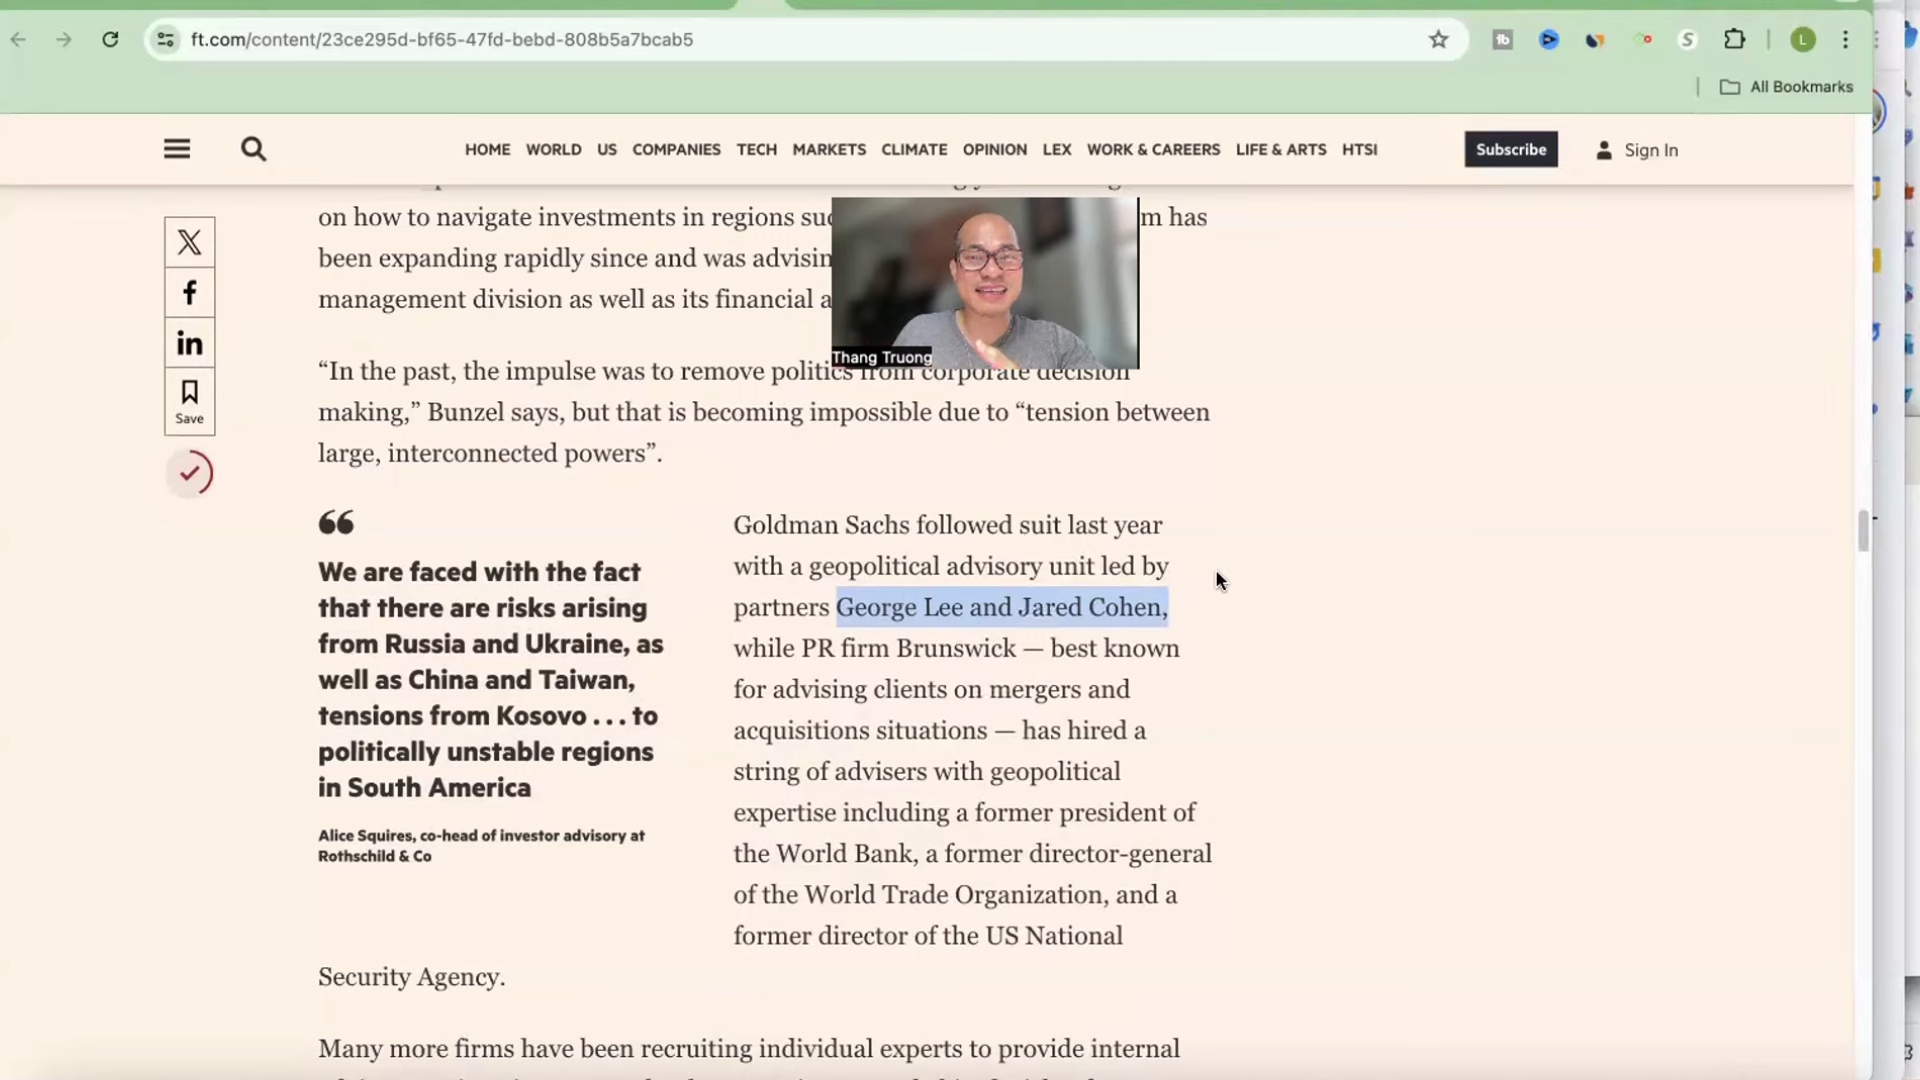 ft.com/content/23ce295d-bf65-47fd-bebd-808b5a7bcab5
All Bookmarks
HOME WORLD US COMPANIES TECH MARKETS CLIMATE OPINION LEX WORK & CAREERS LIFE & ARTS HTSI
Subscribe
Sign In
on how to navigate investments in regions
m has
been expanding rapidly since and was
management division as well as its financial
Thang Truong
“In the past, the impulse was to remove politics from corporate decision
making,” Bunzel says, but that is becoming impossible due to “tension between
large, interconnected powers”.
Save
We are faced with the fact
that there are risks arising
from Russia and Ukraine, as
well as China and Taiwan,
tensions from Kosovo . . . to
politically unstable regions
in South America
Alice Squires, co-head of investor advisory at
Rothschild & Co
Goldman Sachs followed suit last year
with a geopolitical advisory unit led by
partners George Lee and Jared Cohen,
while PR firm Brunswick — best known
for advising clients on mergers and
acquisitions situations — has hired a
string of advisers with geopolitical
expertise including a former president of
the World Bank, a former director-general
of the World Trade Organization, and a
former director of the US National
Security Agency.
Many more firms have been recruiting individual experts to provide internal